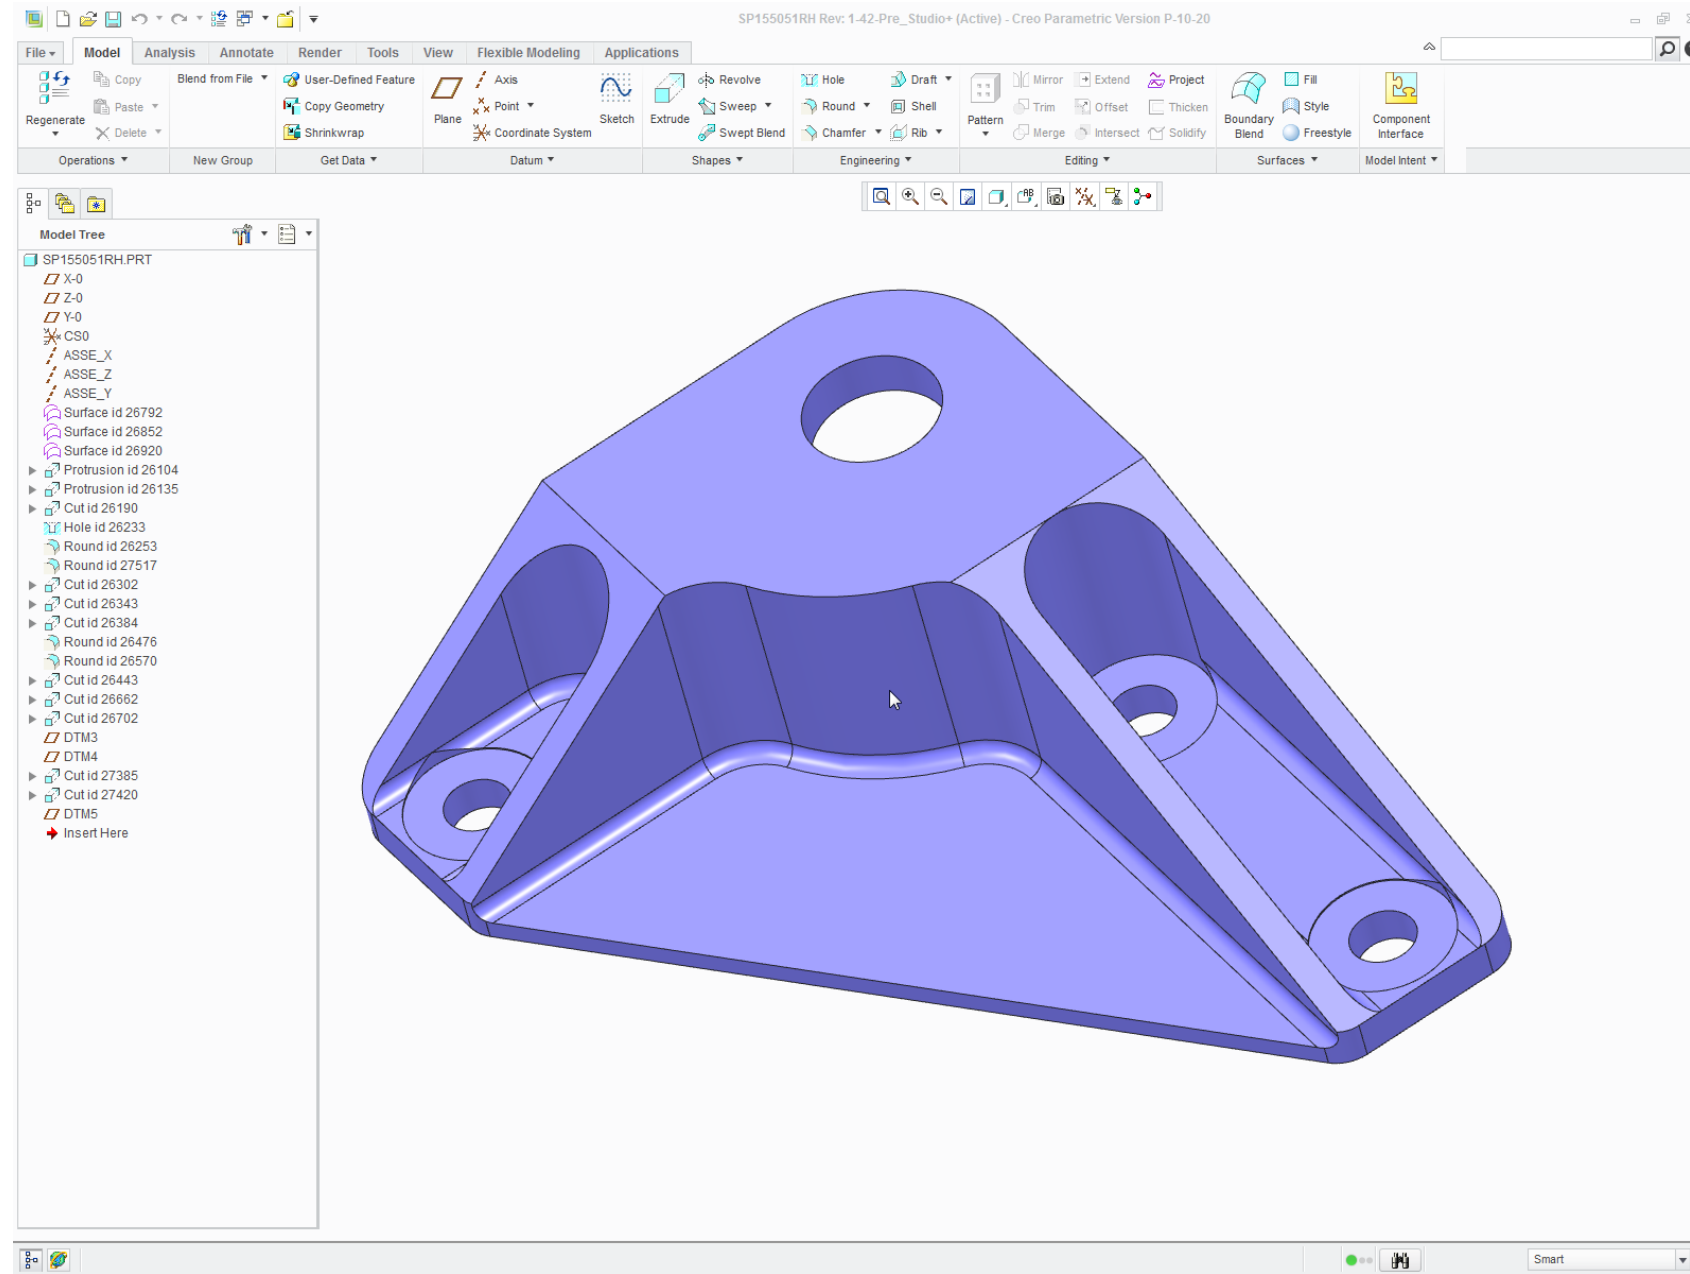 SP155051RH Rev: 1-42-Pre_Studio+ (Active) - Creo Parametric Version P-10-20
File Model Analysis Annotate Render Tools View Flexible Modeling Applications
Regenerate
Copy
Paste
Delete
Operations
Blend from File
New Group
User-Defined Feature
Copy Geometry
Shrinkwrap
Get Data
Plane
Axis
Point
Coordinate System
Sketch
Datum
Extrude
Revolve
Sweep
Swept Blend
Shapes
Hole
Round
Chamfer
Draft
Shell
Rib
Engineering
Pattern
Mirror
Trim
Merge
Extend
Offset
Intersect
Project
Thicken
Solidify
Editing
Boundary
Blend
Fill
Style
Freestyle
Surfaces
Component
Interface
Model Intent
Model Tree
SP155051RH.PRT
X-0
Z-0
Y-0
CS0
ASSE_X
ASSE_Z
ASSE_Y
Surface id 26792
Surface id 26852
Surface id 26920
Protrusion id 26104
Protrusion id 26135
Cut id 26190
Hole id 26233
Round id 26253
Round id 27517
Cut id 26302
Cut id 26343
Cut id 26384
Round id 26476
Round id 26570
Cut id 26443
Cut id 26662
Cut id 26702
DTM3
DTM4
Cut id 27385
Cut id 27420
DTM5
Insert Here
Smart